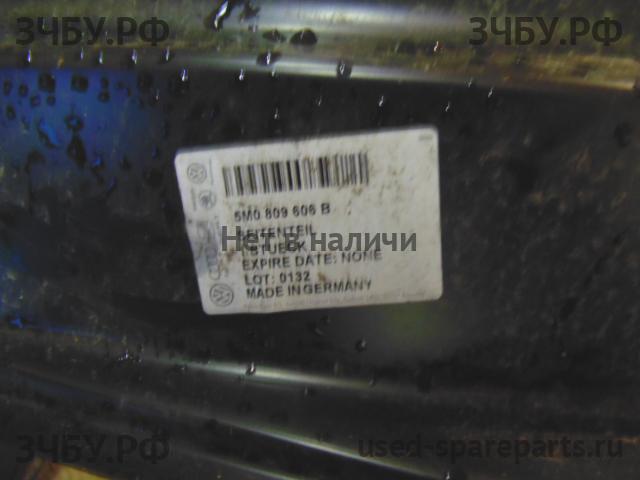 ЗЧБУ.РФ
ЗЧБУ.РФ
5M0 809 606 B
SEITENTEIL
Нет в наличи
EXPIRE DATE: NONE
LOT: 0132
MADE IN GERMANY
ЗЧБУ.РФ
used-spareparts.ru